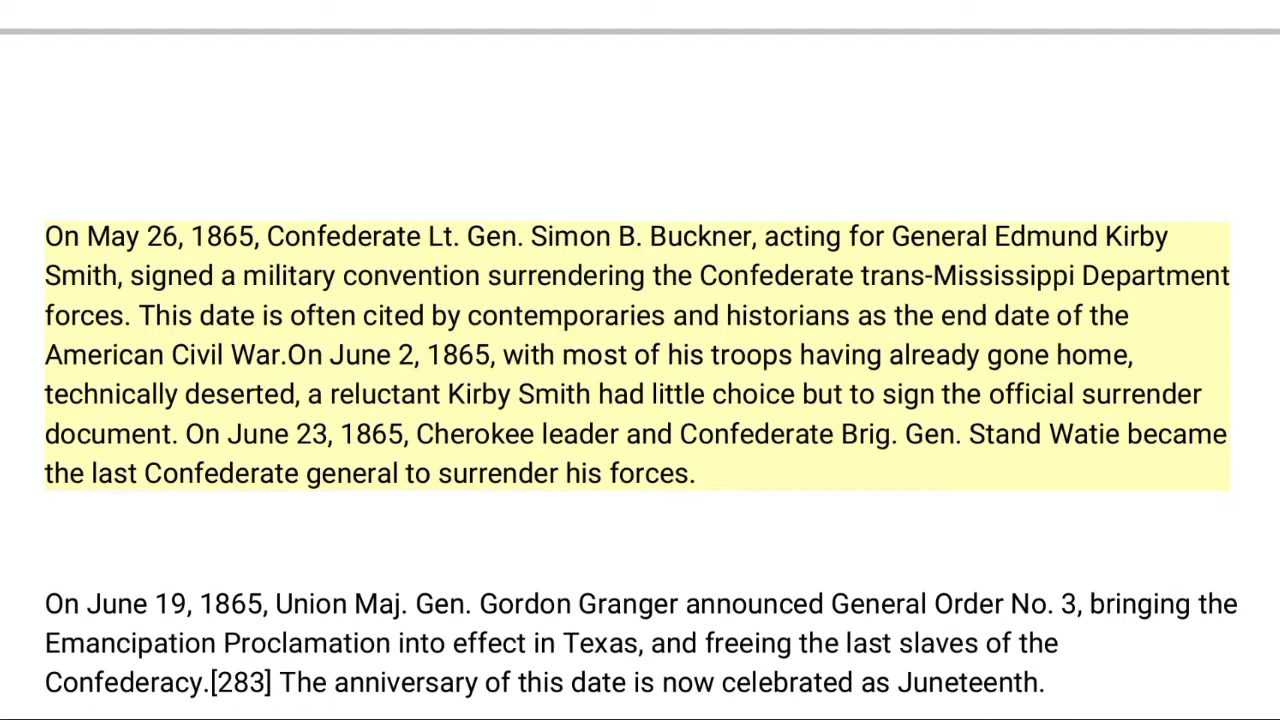 On May 26, 1865, Confederate Lt. Gen. Simon B. Buckner, acting for General Edmund Kirby
Smith, signed a military convention surrendering the Confederate trans-Mississippi Department
forces. This date is often cited by contemporaries and historians as the end date of the
American Civil War.On June 2, 1865, with most of his troops having already gone home,
technically deserted, a reluctant Kirby Smith had little choice but to sign the official surrender
document. On June 23, 1865, Cherokee leader and Confederate Brig. Gen. Stand Watie became
the last Confederate general to surrender his forces.
On June 19, 1865, Union Maj. Gen. Gordon Granger announced General Order No. 3, bringing the
Emancipation Proclamation into effect in Texas, and freeing the last slaves of the
Confederacy.[283] The anniversary of this date is now celebrated as Juneteenth.